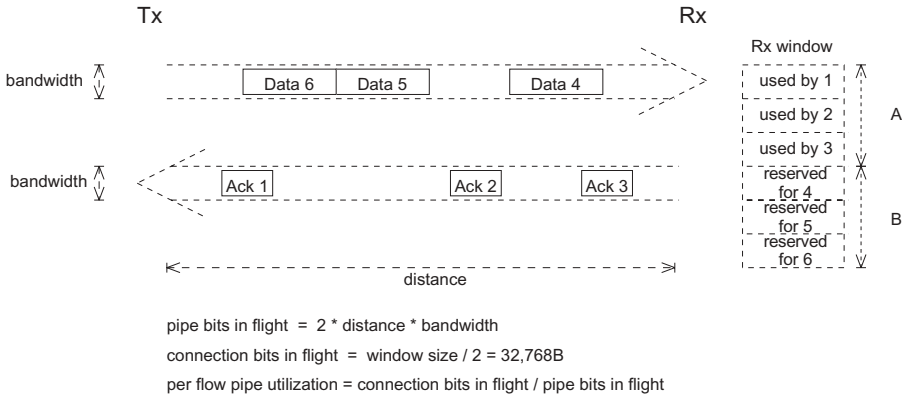 Tx
Rx
Rx window
bandwidth
Data 6
Data 5
Data 4
used by 1
used by 2
used by 3
A
bandwidth
Ack 1
Ack 2
Ack 3
reserved
for 4
reserved
for 5
reserved
for 6
B
distance
pipe bits in flight = 2 * distance * bandwidth
connection bits in flight = window size / 2 = 32,768B
per flow pipe utilization = connection bits in flight / pipe bits in flight